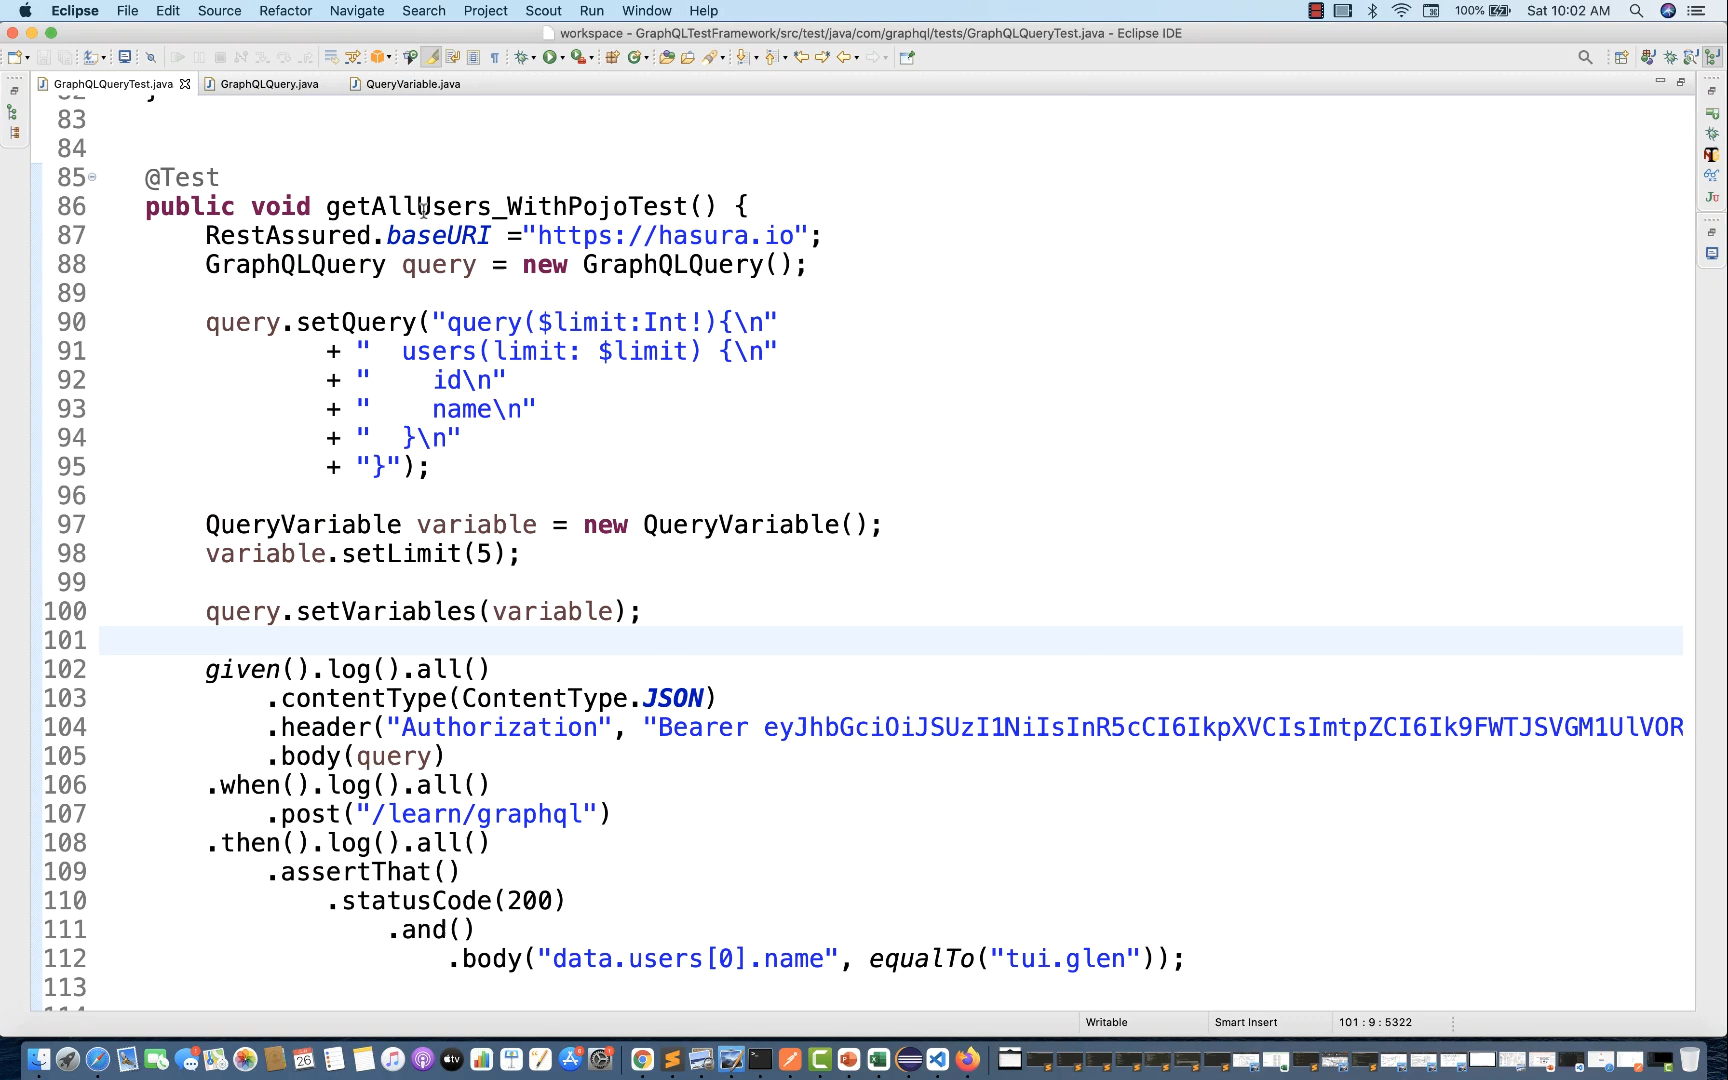 Eclipse File Edit Source Refactor Navigate Search Project Scout Run Window Help 100% Sat 10:02 AM
workspace - GraphQLTestFramework/src/test/java/com/graphql/tests/GraphQLQueryTest.java - Eclipse IDE
GraphQLQueryTest.java GraphQLQuery.java QueryVariable.java
83
84
85 @Test
86 public void getAllUsers_WithPojoTest() {
87 RestAssured.baseURI ="https://hasura.io";
88 GraphQLQuery query = new GraphQLQuery();
89
90 query.setQuery("query($limit:Int!){\n"
91 + "  users(limit: $limit) {\n"
92 + "    id\n"
93 + "    name\n"
94 + "  }\n"
95 + "}");
96
97 QueryVariable variable = new QueryVariable();
98 variable.setLimit(5);
99
100 query.setVariables(variable);
101
102 given().log().all()
103 .contentType(ContentType.JSON)
104 .header("Authorization", "Bearer eyJhbGciOiJSUzI1NiIsInR5cCI6IkpXVCIsImtpZCI6Ik9FWTJSVGM1UlVOR
105 .body(query)
106 .when().log().all()
107 .post("/learn/graphql")
108 .then().log().all()
109 .assertThat()
110 .statusCode(200)
111 .and()
112 .body("data.users[0].name", equalTo("tui.glen"));
113
Writable Smart Insert 101 : 9 : 5322